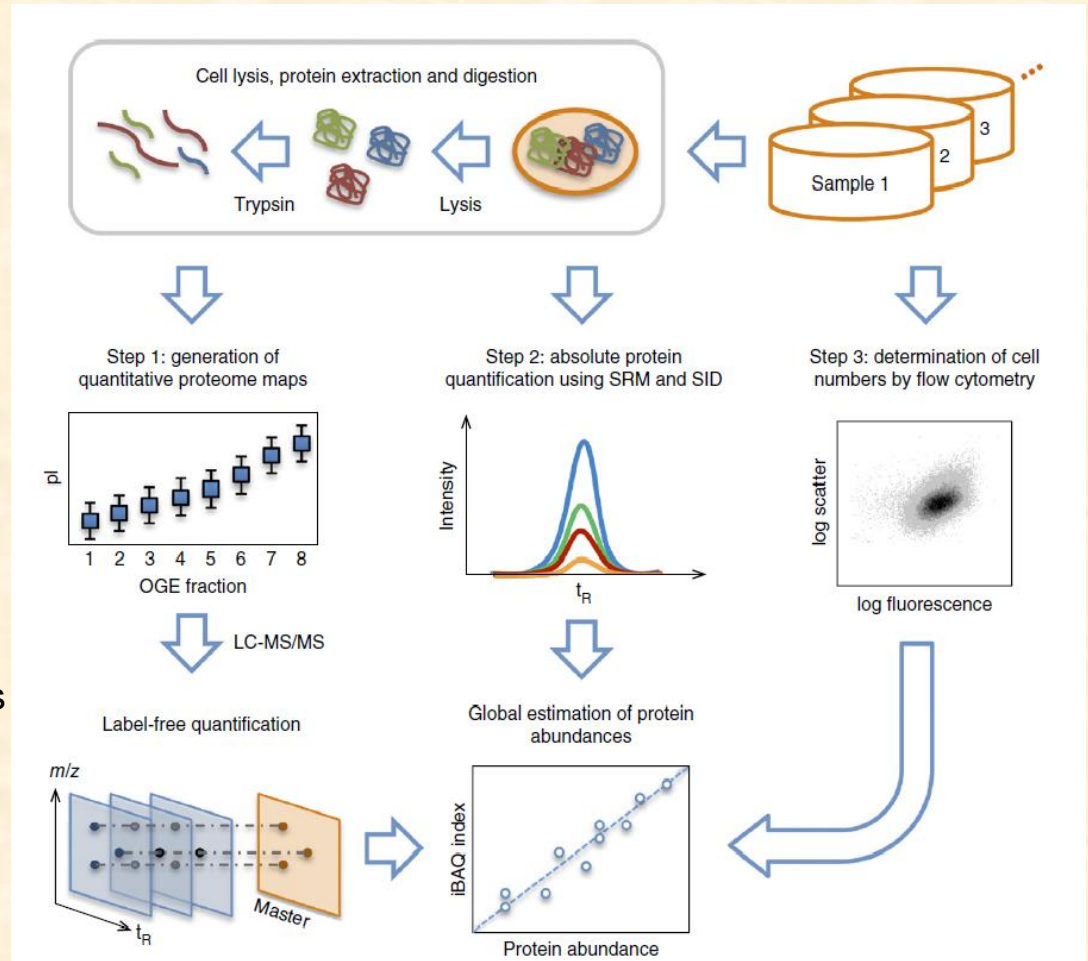 Cell lysis, protein extraction and digestion
Trypsin
Lysis
Sample 1
2
3
Step 1: generation of
quantitative proteome maps
pI
1 2 3 4 5 6 7 8
OGE fraction
LC-MS/MS
Step 2: absolute protein
quantification using SRM and SID
Intensity
tR
Step 3: determination of cell
numbers by flow cytometry
log scatter
log fluorescence
s
Label-free quantification
m/z
tR
Master
Global estimation of protein
abundances
iBAQ index
Protein abundance